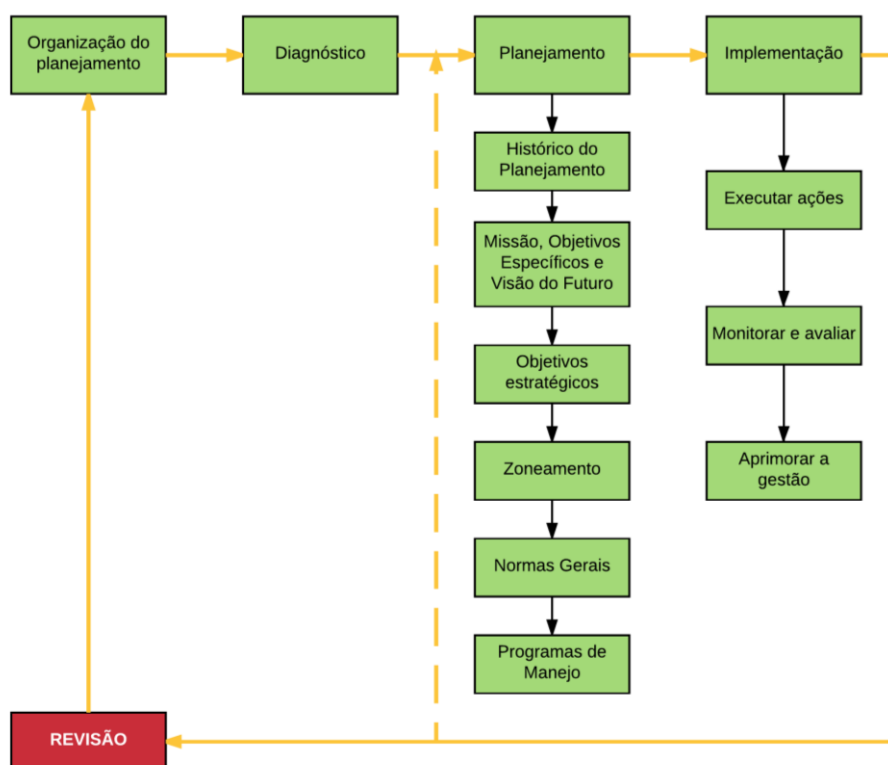 Organização do
planejamento
Diagnóstico
Planejamento
Implementação
Histórico do
Planejamento
Missão, Objetivos
Específicos e
Visão do Futuro
Objetivos
estratégicos
Zoneamento
Normas Gerais
Programas de
Manejo
Executar ações
Monitorar e avaliar
Aprimorar a
gestão
REVISÃO